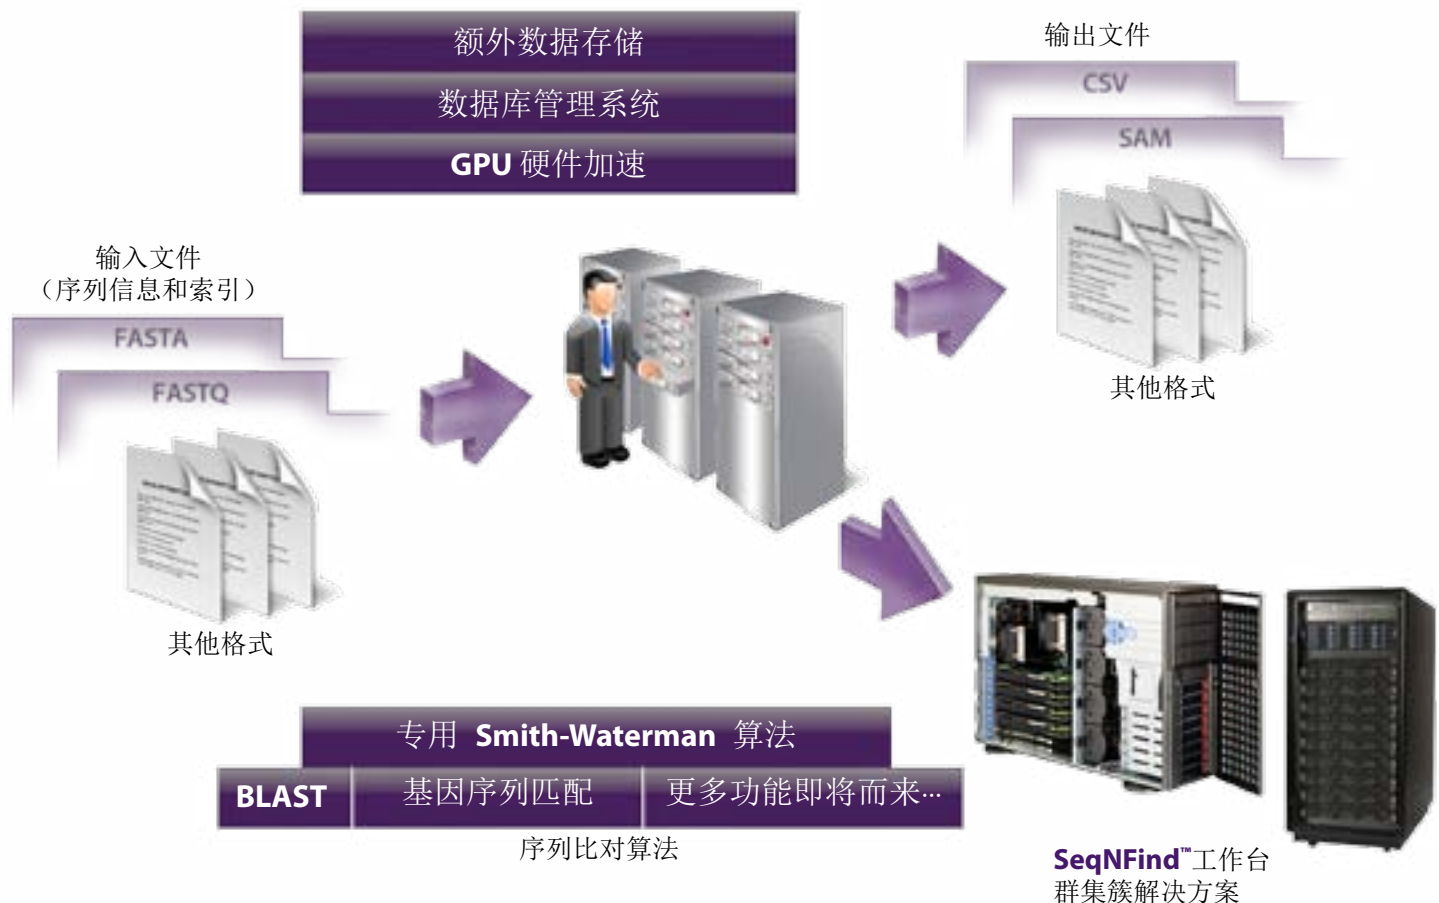 额外数据存储
数据库管理系统
GPU 硬件加速
输出文件
CSV
SAM
其他格式
输入文件
（序列信息和索引）
FASTA
FASTQ
其他格式
专用 Smith-Waterman 算法
BLAST
基因序列匹配
更多功能即将而来…
序列比对算法
SeqNFind™工作台
群集簇解决方案